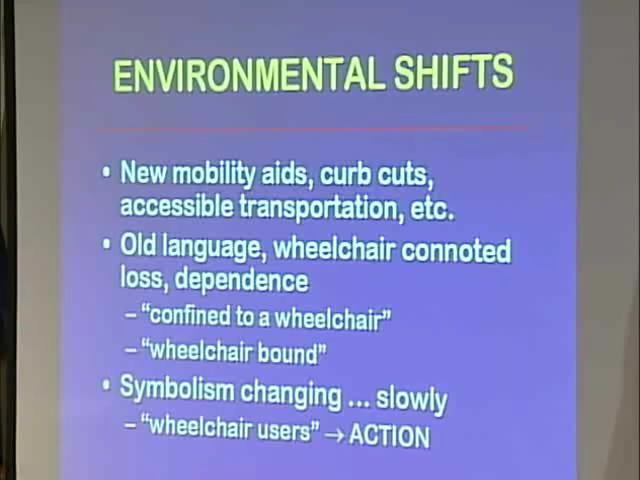 ENVIRONMENTAL SHIFTS
• New mobility aids, curb cuts,
accessible transportation, etc.
• Old language, wheelchair connoted
loss, dependence
– “confined to a wheelchair”
– “wheelchair bound”
• Symbolism changing ... slowly
– “wheelchair users” → ACTION